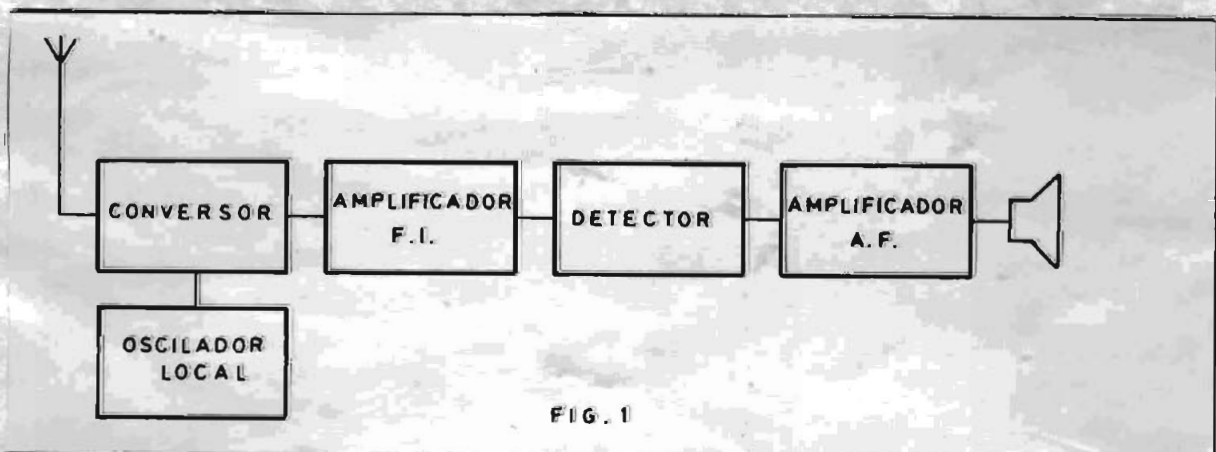 CONVERSOR
AMPLIFICADOR
F.I.
DETECTOR
AMPLIFICADOR
A.F.
OSCILADOR
LOCAL
FIG. 1